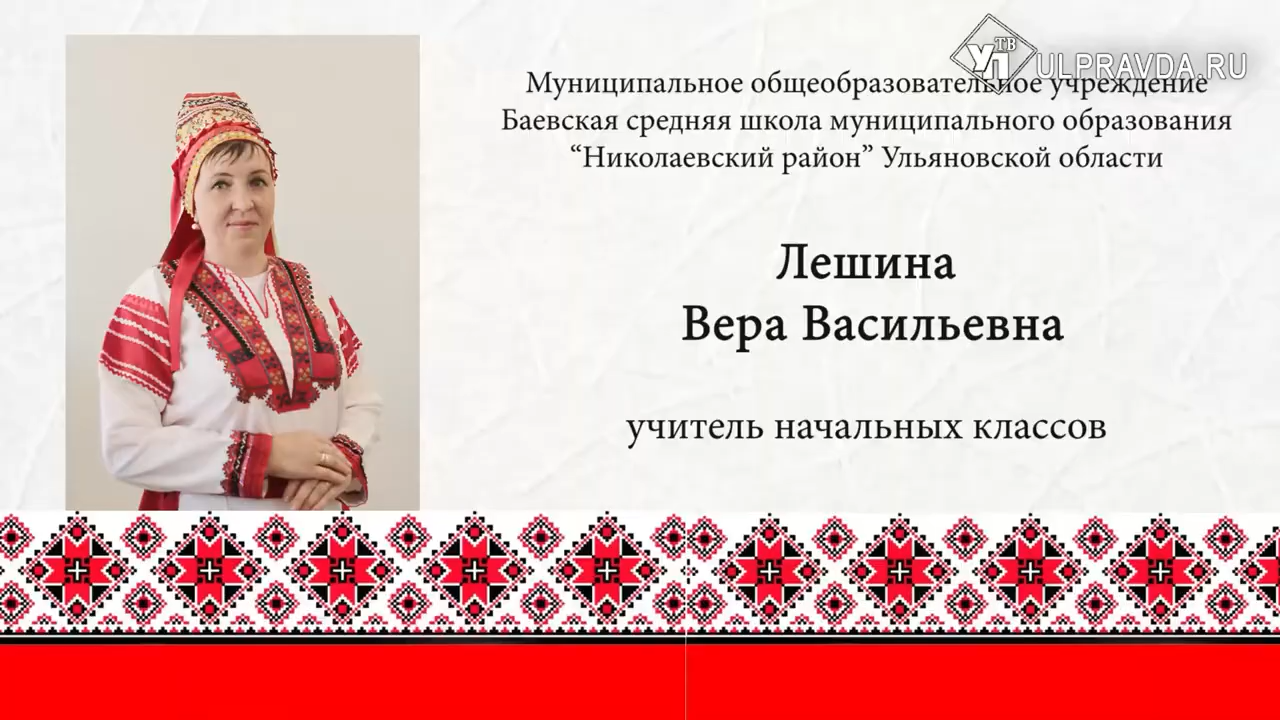 УП ТВ ULPRAVDA.RU
Муниципальное общеобразовательное учреждение
Баевская средняя школа муниципального образования
“Николаевский район” Ульяновской области
Лешина
Вера Васильевна
учитель начальных классов